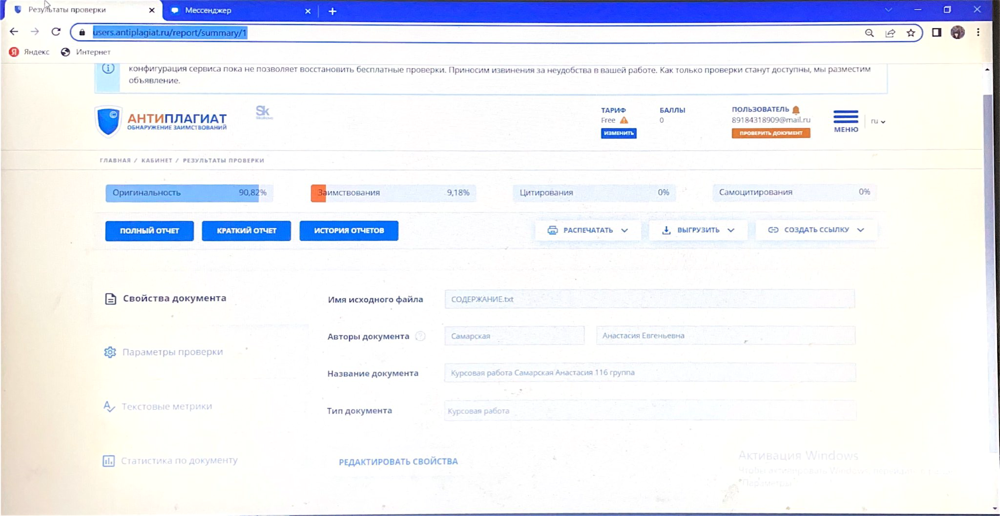 Результаты проверки
Мессенджер
users.antiplagiat.ru/report/summary/1
Яндекс
Интернет
конфигурация сервиса пока не позволяет восстановить бесплатные проверки. Приносим извинения за неудобства в вашей работе. Как только проверки станут доступны, мы разместим
объявление.
АНТИПЛАГИАТ
ОБНАРУЖЕНИЕ ЗАИМСТВОВАНИЙ
Sk
Skolkovo
ТАРИФ
Free
ИЗМЕНИТЬ
БАЛЛЫ
0
ПОЛЬЗОВАТЕЛЬ
89184318909@mail.ru
ПРОВЕРИТЬ ДОКУМЕНТ
МЕНЮ
ru
ГЛАВНАЯ / КАБИНЕТ / РЕЗУЛЬТАТЫ ПРОВЕРКИ
Оригинальность 90,82%
Заимствования 9,18%
Цитирования 0%
Самоцитирования 0%
ПОЛНЫЙ ОТЧЕТ
КРАТКИЙ ОТЧЕТ
ИСТОРИЯ ОТЧЕТОВ
РАСПЕЧАТАТЬ
ВЫГРУЗИТЬ
СОЗДАТЬ ССЫЛКУ
Свойства документа
Параметры проверки
Текстовые метрики
Статистика по документу
Имя исходного файла
СОДЕРЖАНИЕ.txt
Авторы документа
Самарская
Анастасия Евгеньевна
Название документа
Курсовая работа Самарская Анастасия 116 группа
Тип документа
Курсовая работа
РЕДАКТИРОВАТЬ СВОЙСТВА
Активация Windows
Чтобы активировать Windows, перейдите в
"Параметры